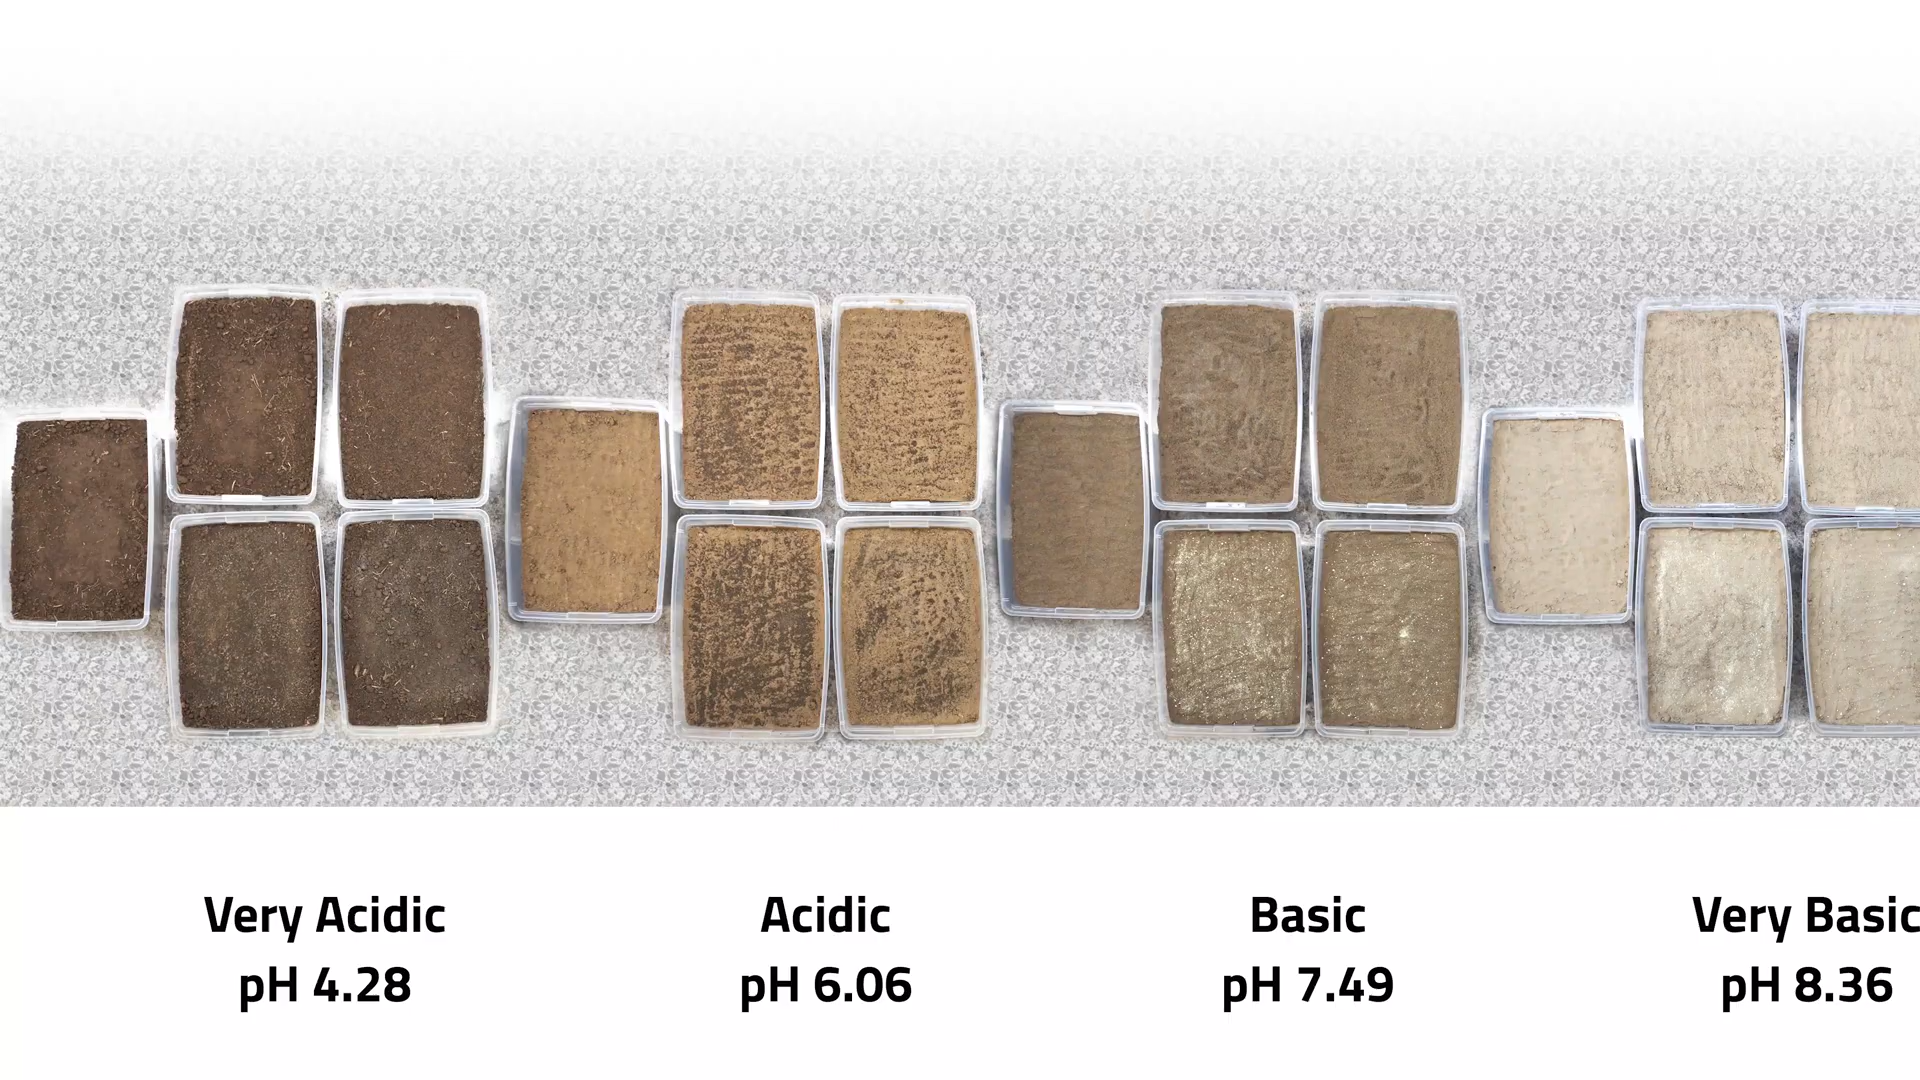 Very Acidic
pH 4.28
Acidic
pH 6.06
Basic
pH 7.49
Very Basic
pH 8.36